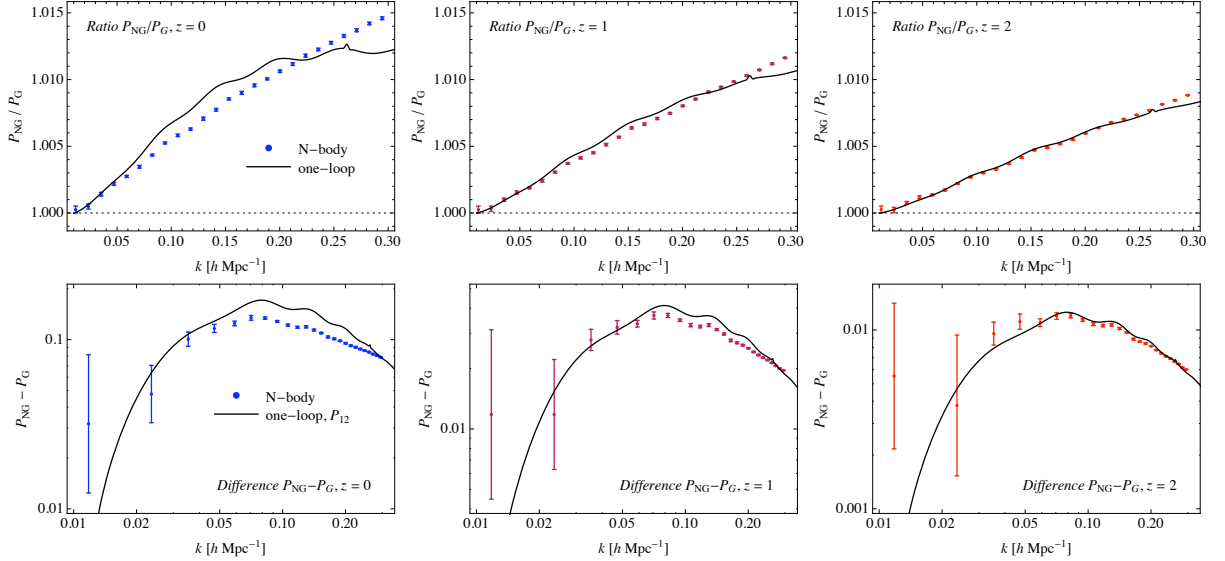 Ratio P_NG/P_G, z = 0
1.015
1.010
1.005
1.000
P_NG / P_G
N−body
one−loop
0.05 0.10 0.15 0.20 0.25 0.30
k [h Mpc⁻¹]
Ratio P_NG/P_G, z = 1
1.015
1.010
1.005
1.000
P_NG / P_G
0.05 0.10 0.15 0.20 0.25 0.30
k [h Mpc⁻¹]
Ratio P_NG/P_G, z = 2
1.015
1.010
1.005
1.000
P_NG / P_G
0.05 0.10 0.15 0.20 0.25 0.30
k [h Mpc⁻¹]
0.1
0.01
P_NG − P_G
N−body
one−loop, P_12
Difference P_NG−P_G, z = 0
0.01 0.02 0.05 0.10 0.20
k [h Mpc⁻¹]
0.01
P_NG − P_G
Difference P_NG−P_G, z = 1
0.01 0.02 0.05 0.10 0.20
k [h Mpc⁻¹]
0.01
0.001
P_NG − P_G
Difference P_NG−P_G, z = 2
0.01 0.02 0.05 0.10 0.20
k [h Mpc⁻¹]